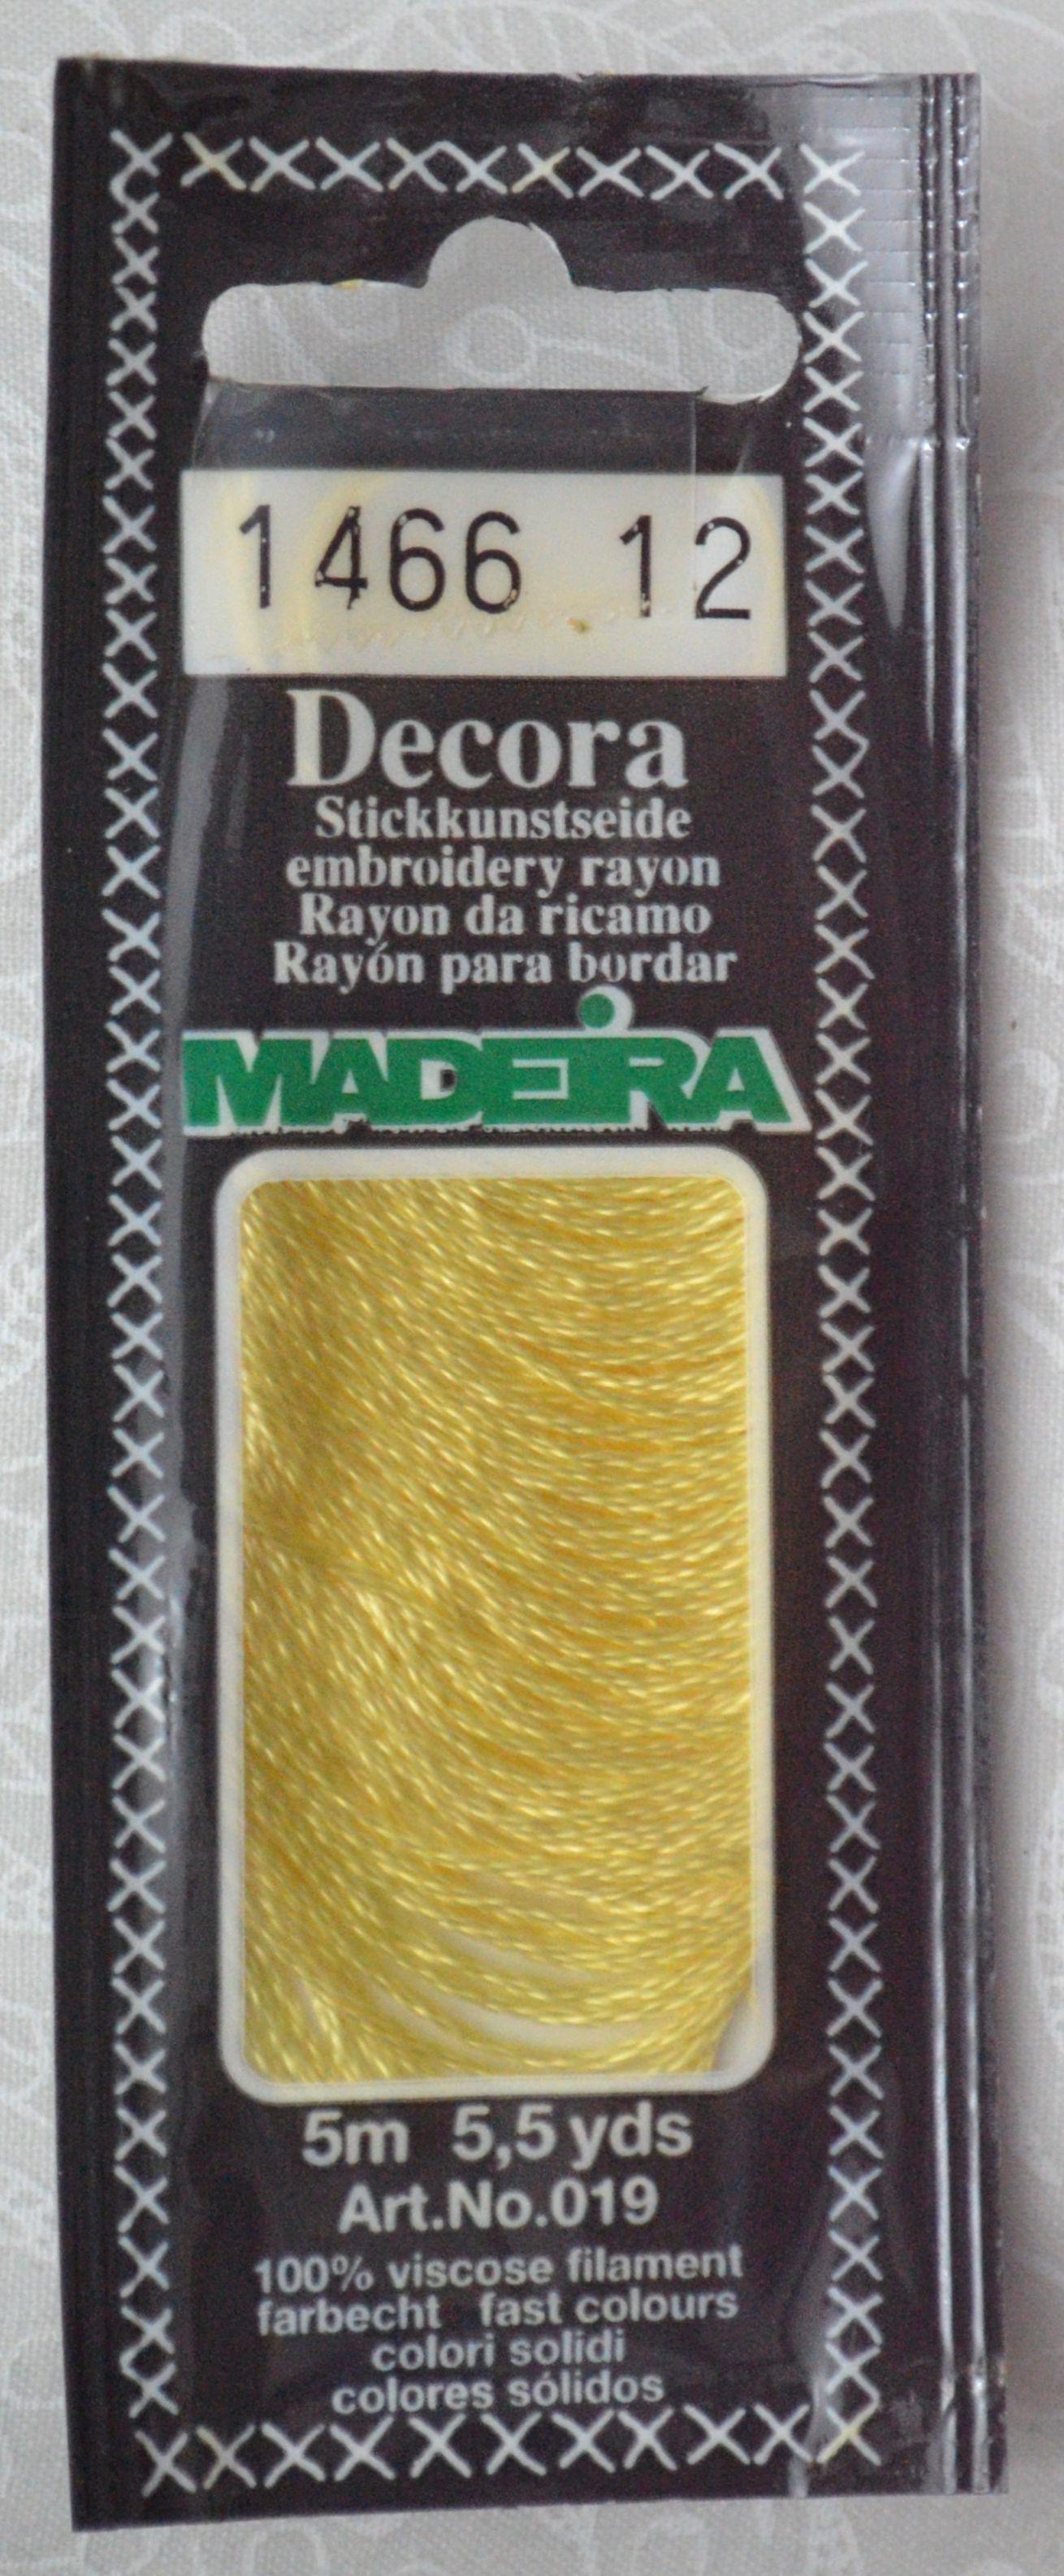 1466 12
Decora
Stickkunstseide
embroidery rayon
Rayon da ricamo
Rayón para bordar
MADEIRA
5m 5,5 yds
Art.No.019
100% viscose filament
farbecht fast colours
colori solidi
colores sólidos